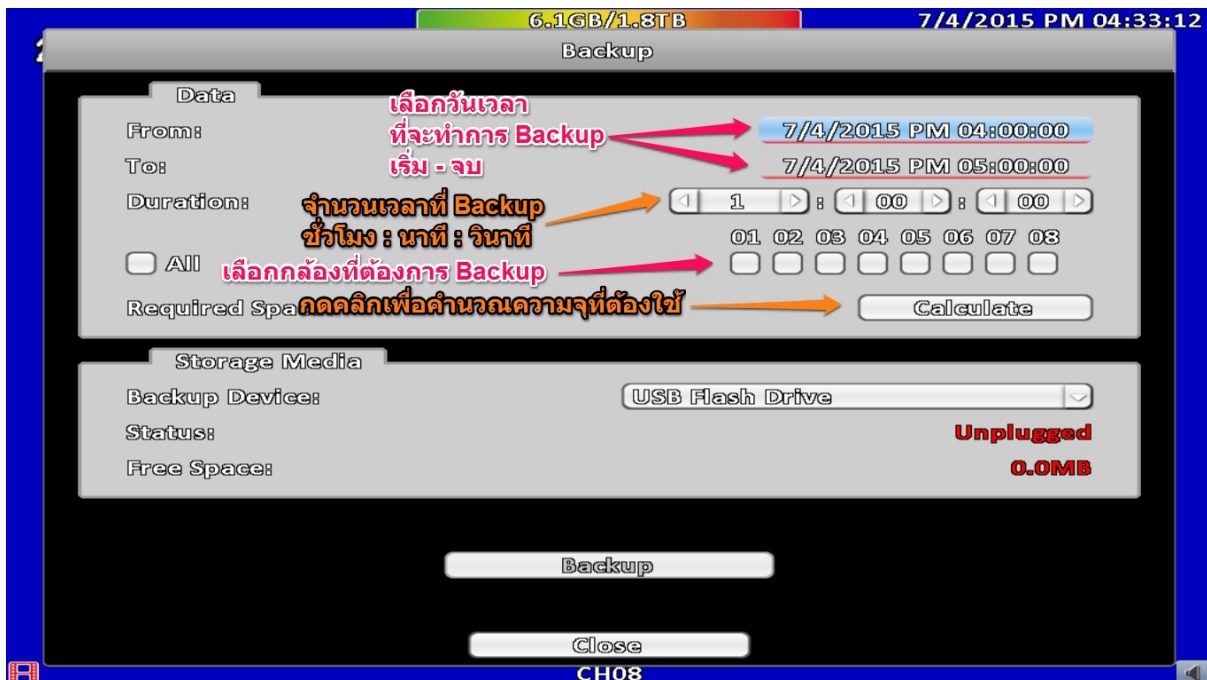 6.1GB/1.8TB
7/4/2015 PM 04:33:12
Backup
Data
เลือกวันเวลา
From:
ที่จะทำการ Backup
7/4/2015 PM 04:00:00
To:
เริ่ม - จบ
7/4/2015 PM 05:00:00
Duration:
จำนวนเวลาที่ Backup
1 : 00 : 00
ชั่วโมง : นาที : วินาที
01 02 03 04 05 06 07 08
All
เลือกกล้องที่ต้องการ Backup
Required Spa
กดคลิกเพื่อคำนวณความจุที่ต้องใช้
Calculate
Storage Media
Backup Device:
USB Flash Drive
Status:
Unplugged
Free Space:
0.0MB
Backup
Close
CH08